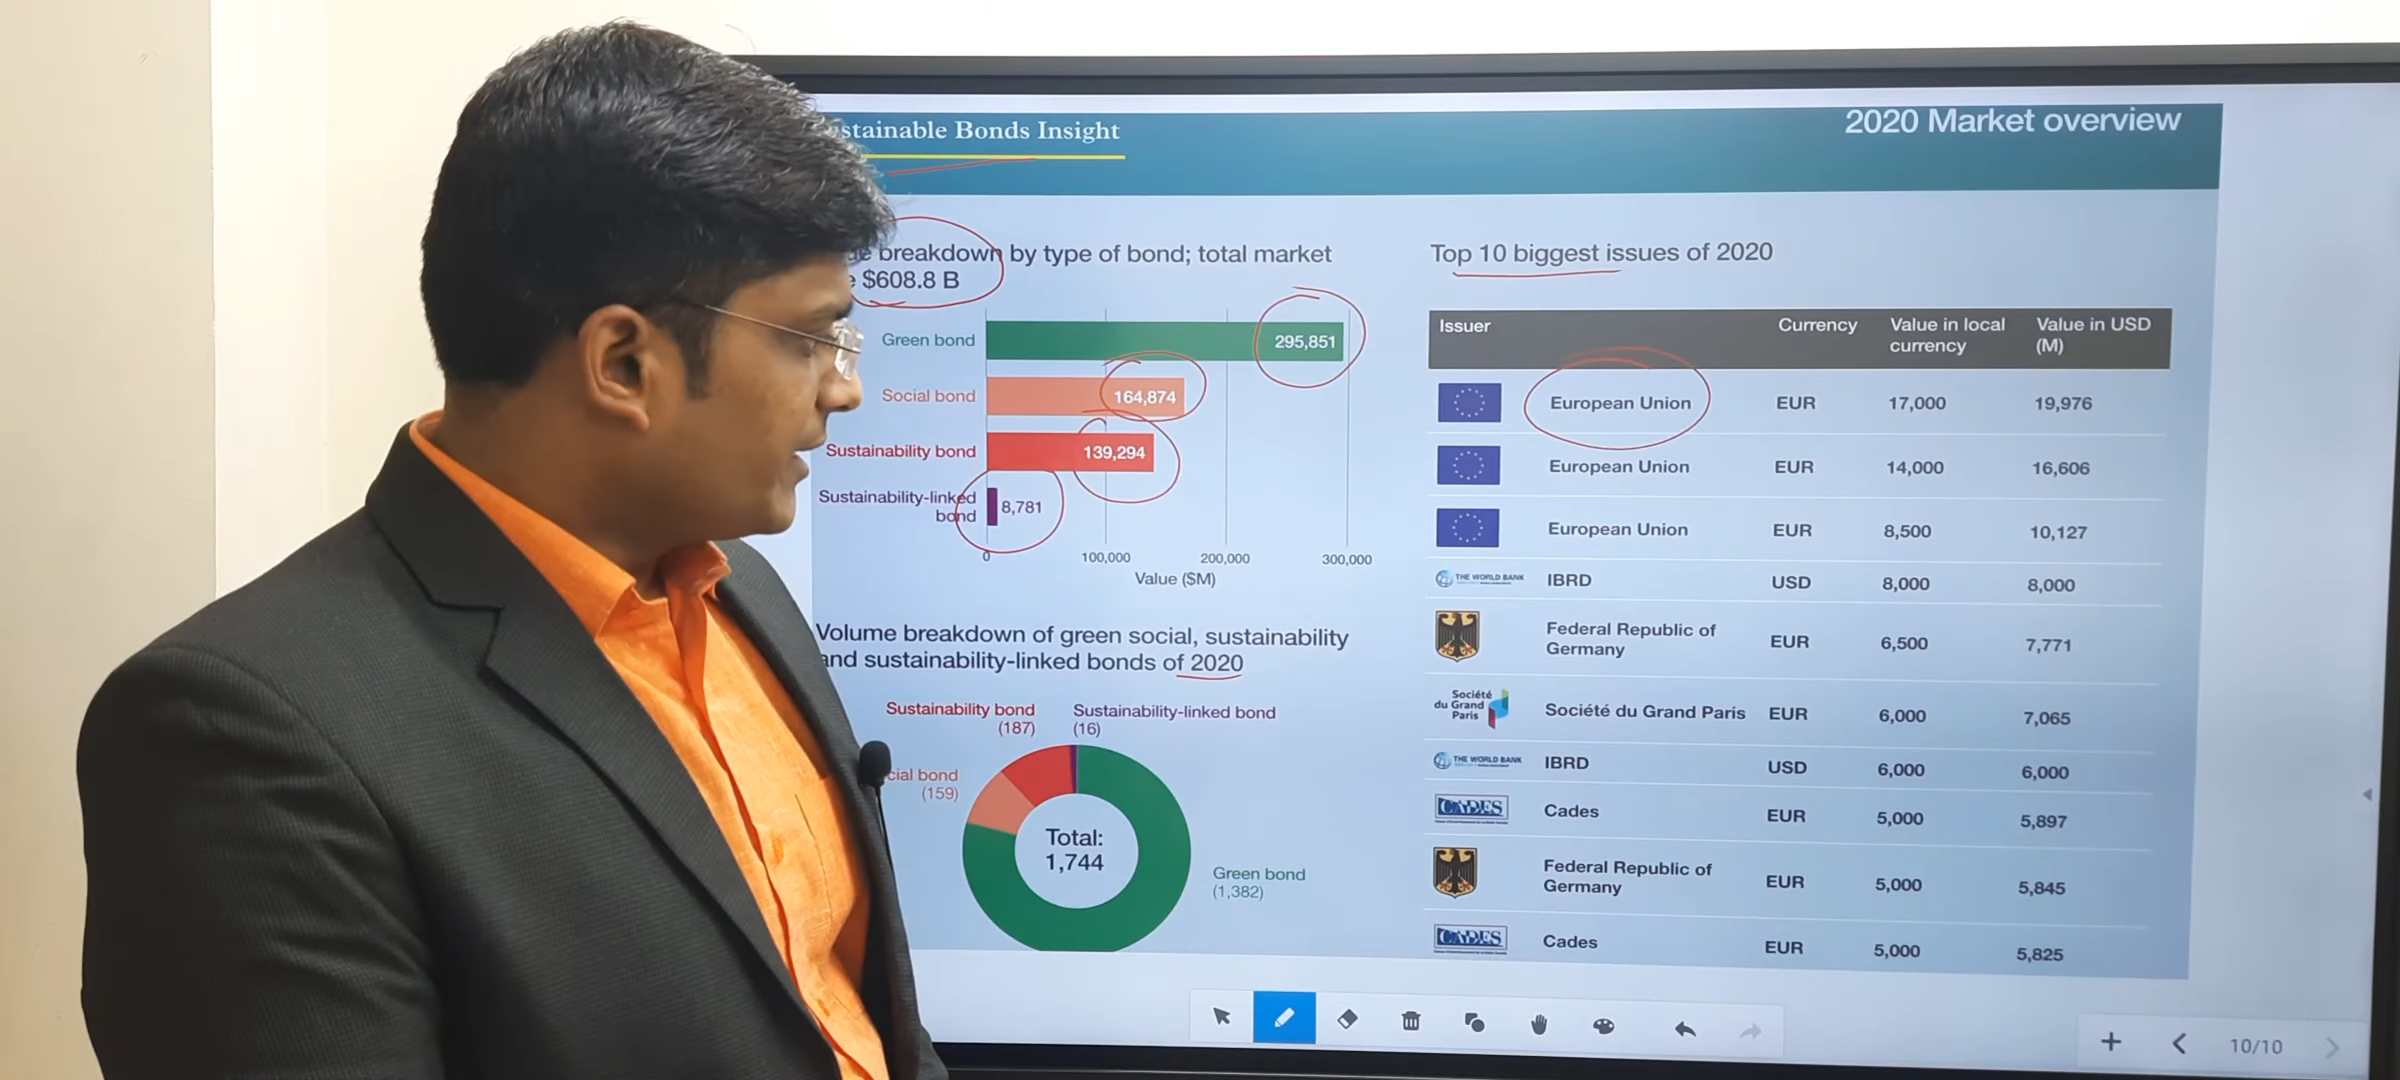 stainable Bonds Insight
2020 Market overview
breakdown by type of bond; total market
$608.8 B
Green bond
295,851
Social bond
164,874
Sustainability bond
139,294
Sustainability-linked
bond
8,781
0
100,000
200,000
300,000
Value ($M)
Volume breakdown of green social, sustainability
and sustainability-linked bonds of 2020
Sustainability bond
(187)
Sustainability-linked bond
(16)
cial bond
(159)
Total:
1,744
Green bond
(1,382)
Top 10 biggest issues of 2020
Issuer Currency Value in local currency Value in USD (M)
European Union EUR 17,000 19,976
European Union EUR 14,000 16,606
European Union EUR 8,500 10,127
THE WORLD BANK IBRD USD 8,000 8,000
Federal Republic of Germany EUR 6,500 7,771
Société du Grand Paris Société du Grand Paris EUR 6,000 7,065
THE WORLD BANK IBRD USD 6,000 6,000
CADES Cades EUR 5,000 5,897
Federal Republic of Germany EUR 5,000 5,845
CADES Cades EUR 5,000 5,825
10/10